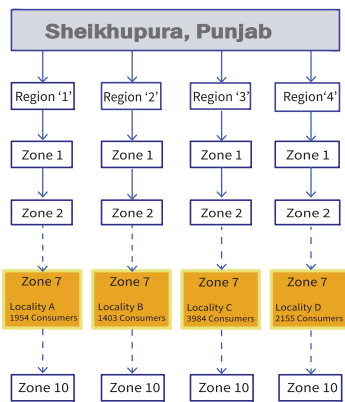 Sheikhupura, Punjab
Region ‘1’
Region ‘2’
Region ‘3’
Region‘4’
Zone 1
Zone 1
Zone 1
Zone 1
Zone 2
Zone 2
Zone 2
Zone 2
Zone 7
Locality A
1954 Consumers
Zone 7
Locality B
1403 Consumers
Zone 7
Locality C
3984 Consumers
Zone 7
Locality D
2155 Consumers
Zone 10
Zone 10
Zone 10
Zone 10